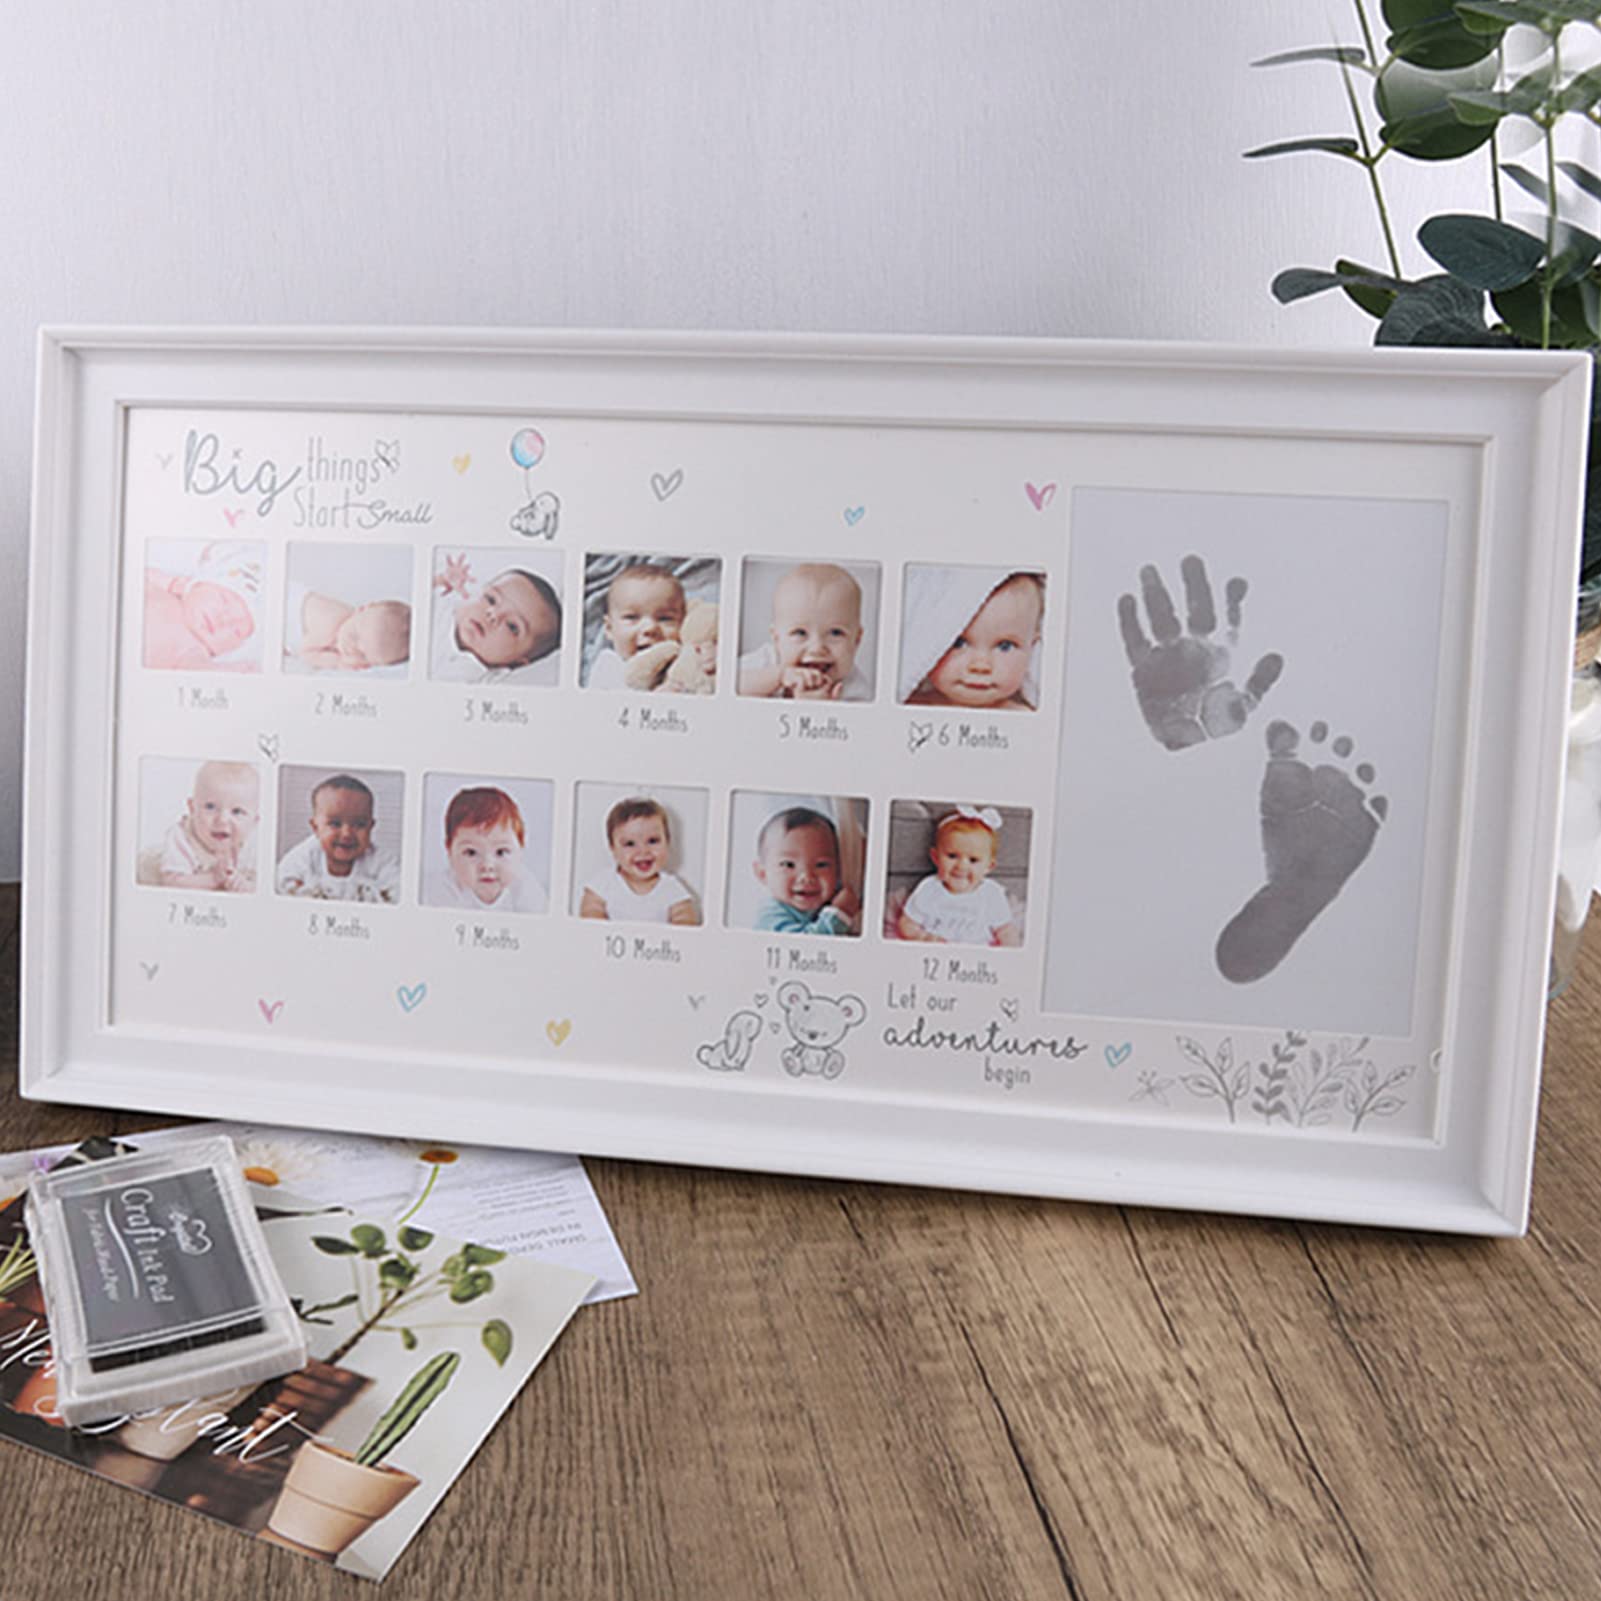 Big things
Start Small
1 Month
2 Months
3 Months
4 Months
5 Months
6 Months
7 Months
8 Months
9 Months
10 Months
11 Months
12 Months
Let our
adventures
begin
Craft Ink Pad